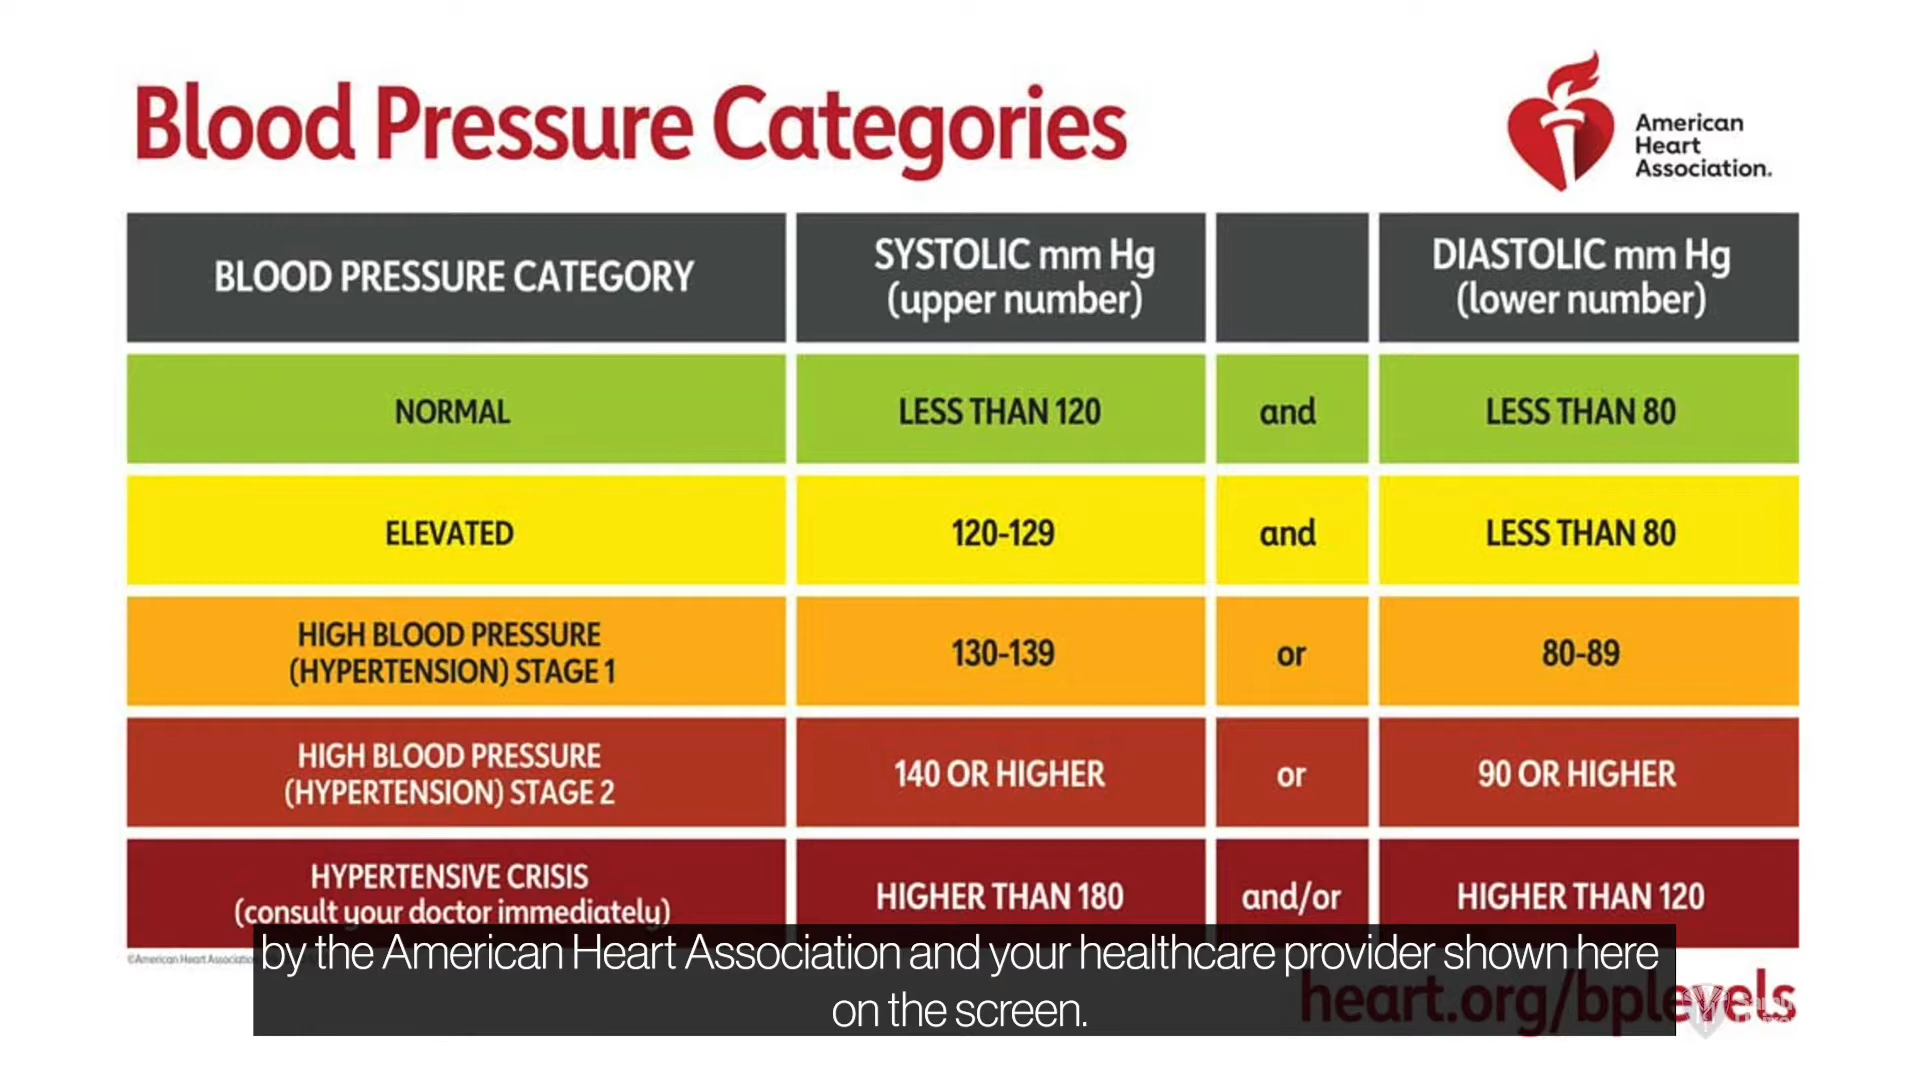 Blood Pressure Categories
American
Heart
Association.
BLOOD PRESSURE CATEGORY
SYSTOLIC mm Hg
(upper number)
DIASTOLIC mm Hg
(lower number)
NORMAL
LESS THAN 120
and
LESS THAN 80
ELEVATED
120-129
and
LESS THAN 80
HIGH BLOOD PRESSURE
(HYPERTENSION) STAGE 1
130-139
or
80-89
HIGH BLOOD PRESSURE
(HYPERTENSION) STAGE 2
140 OR HIGHER
or
90 OR HIGHER
HYPERTENSIVE CRISIS
(consult your doctor immediately)
HIGHER THAN 180
and/or
HIGHER THAN 120
©American Heart Association
by the American Heart Association and your healthcare provider shown here
on the screen.
heart.org/bplevels